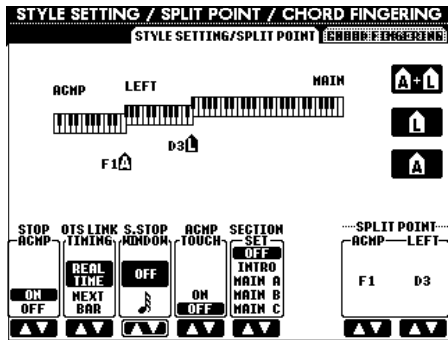 STYLE SETTING / SPLIT POINT / CHORD FINGERING
STYLE SETTING/SPLIT POINT CHORD FINGERING
ACMP LEFT MAIN
A+L
D3 L
L
F1 A
A
STOP OTS LINK S.STOP ACMP SECTION SPLIT POINT
ACMP TIMING WINDOW TOUCH SET ACMP LEFT
OFF
REAL INTRO
TIME OFF MAIN A F1 D3
ON NEXT ON MAIN B
OFF BAR OFF MAIN C